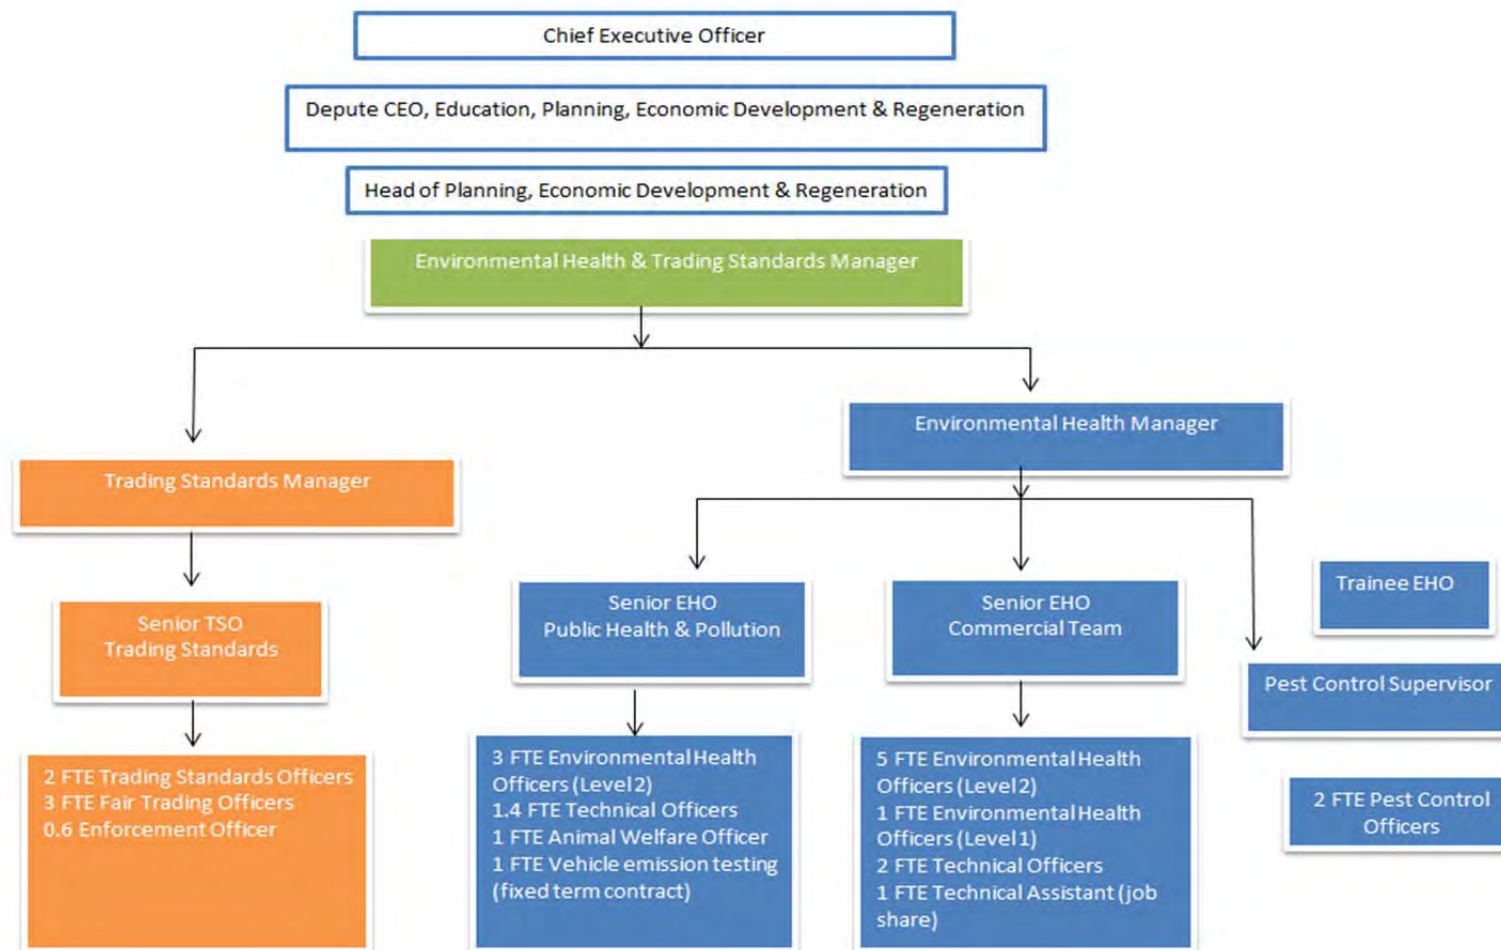 Chief Executive Officer
Depute CEO, Education, Planning, Economic Development & Regeneration
Head of Planning, Economic Development & Regeneration
Environmental Health & Trading Standards Manager
Environmental Health Manager
Trading Standards Manager
Senior TSO
Trading Standards
Senior EHO
Public Health & Pollution
Senior EHO
Commercial Team
Trainee EHO
Pest Control Supervisor
2 FTE Trading Standards Officers
3 FTE Fair Trading Officers
0.6 Enforcement Officer
3 FTE Environmental Health
Officers (Level 2)
1.4 FTE Technical Officers
1 FTE Animal Welfare Officer
1 FTE Vehicle emission testing
(fixed term contract)
5 FTE Environmental Health
Officers (Level 2)
1 FTE Environmental Health
Officers (Level 1)
2 FTE Technical Officers
1 FTE Technical Assistant (job
share)
2 FTE Pest Control
Officers